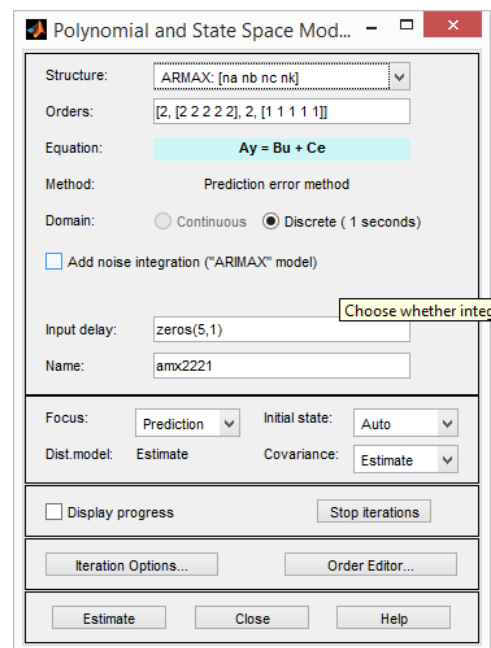 Polynomial and State Space Mod...
Structure: ARMAX: [na nb nc nk]
Orders: [2, [2 2 2 2 2], 2, [1 1 1 1 1]]
Equation: Ay = Bu + Ce
Method: Prediction error method
Domain: Continuous Discrete ( 1 seconds)
Add noise integration ("ARIMAX" model)
Choose whether integ
Input delay: zeros(5,1)
Name: amx2221
Focus: Prediction Initial state: Auto
Dist.model: Estimate Covariance: Estimate
Display progress Stop iterations
Iteration Options... Order Editor...
Estimate Close Help